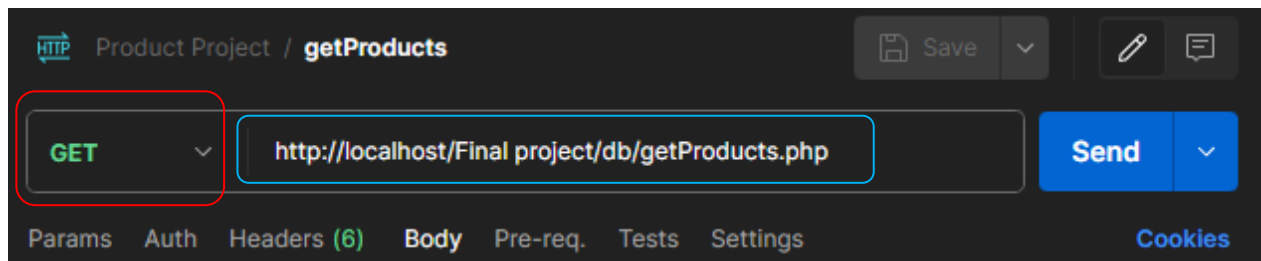 HTTP Product Project / getProducts Save
GET http://localhost/Final project/db/getProducts.php Send
Params Auth Headers (6) Body Pre-req. Tests Settings Cookies